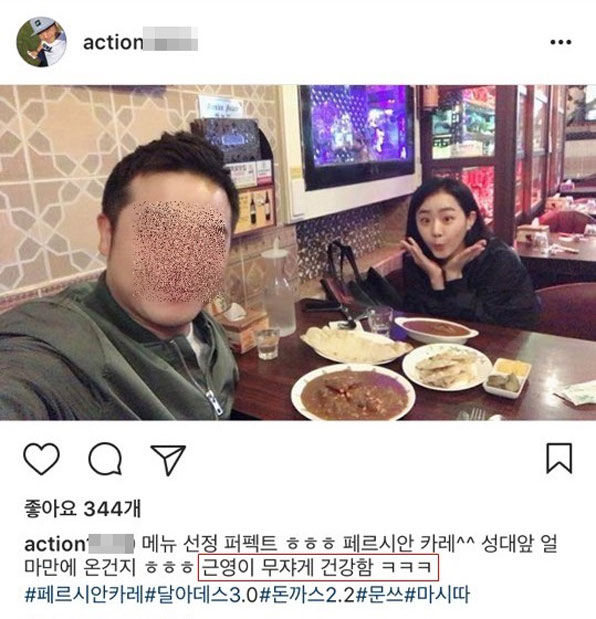 action
좋아요 344개
action 메뉴 선정 퍼펙트 ㅎㅎㅎ 페르시안 카레^^ 성대앞 얼
마만에 온건지 ㅎㅎㅎ 근영이 무쟈게 건강함 ㅋㅋㅋ
#페르시안카레#달아데스3.0#돈까스2.2#문쓰#마시따